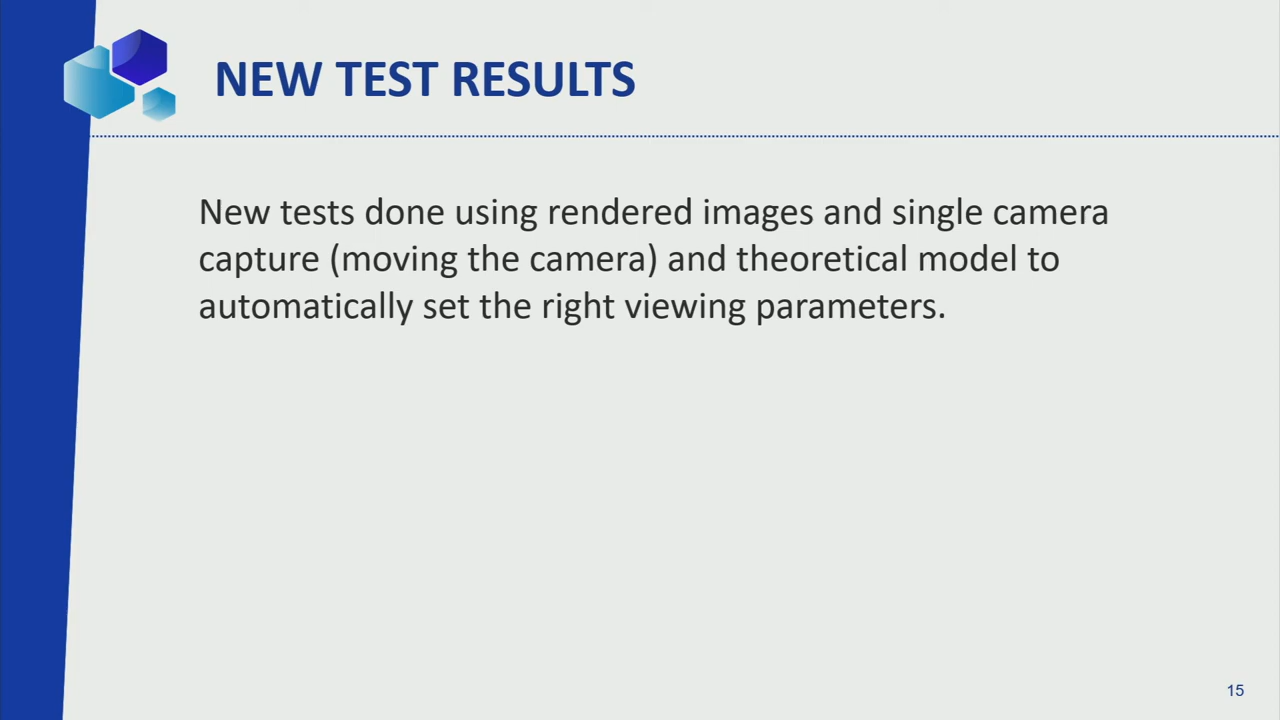 NEW TEST RESULTS
New tests done using rendered images and single camera
capture (moving the camera) and theoretical model to
automatically set the right viewing parameters.
15